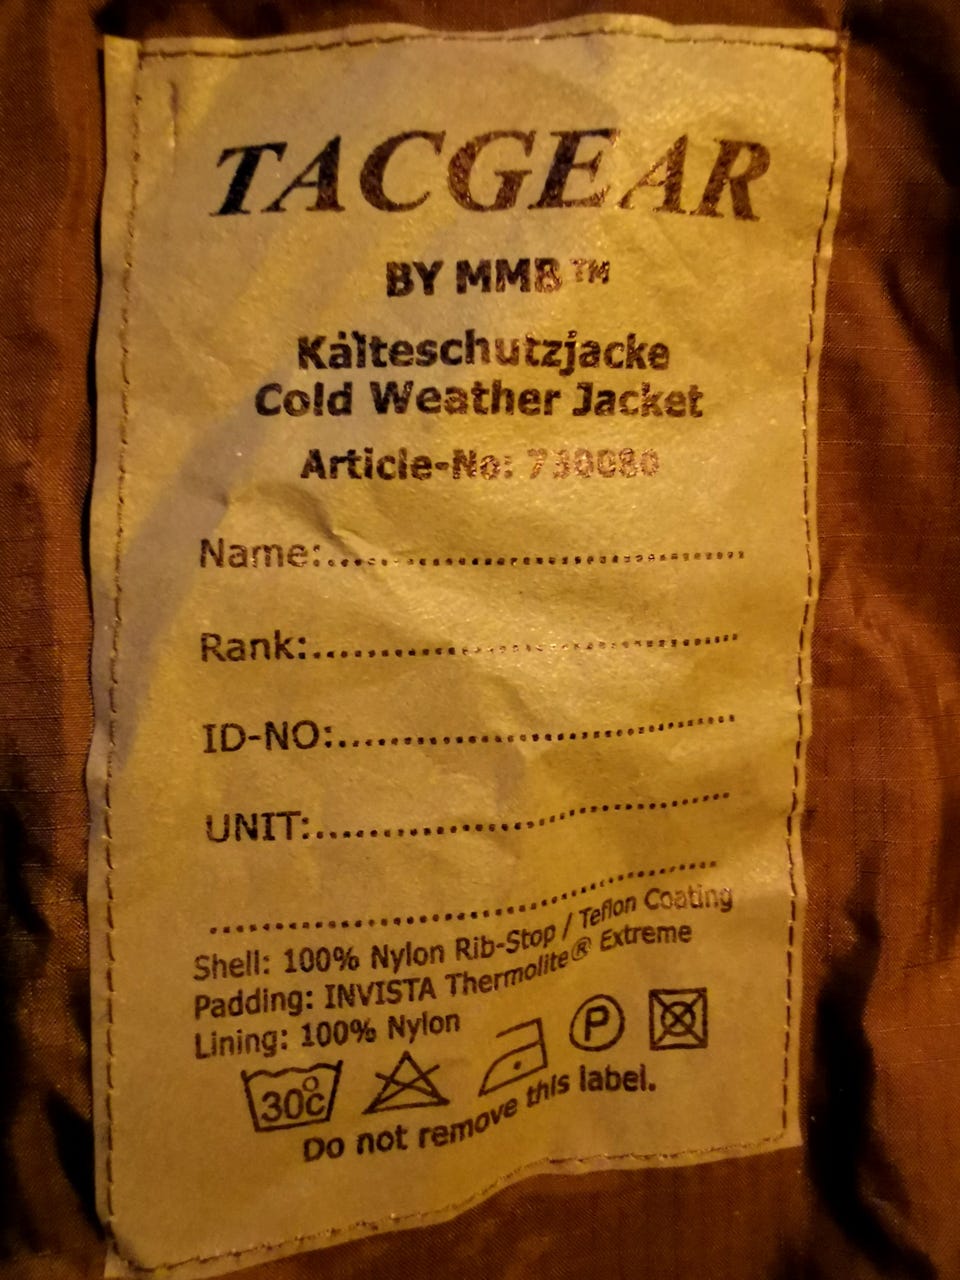 TACGEAR
BY MMB™
Kälteschutzjacke
Cold Weather Jacket
Article-No: 730080
Name:..............................................
Rank:..............................................
ID-NO:............................................
UNIT:..............................................
..........................................................
Shell: 100% Nylon Rib-Stop / Teflon Coating
Padding: INVISTA Thermolite® Extreme
Lining: 100% Nylon
30°C P
Do not remove this label.